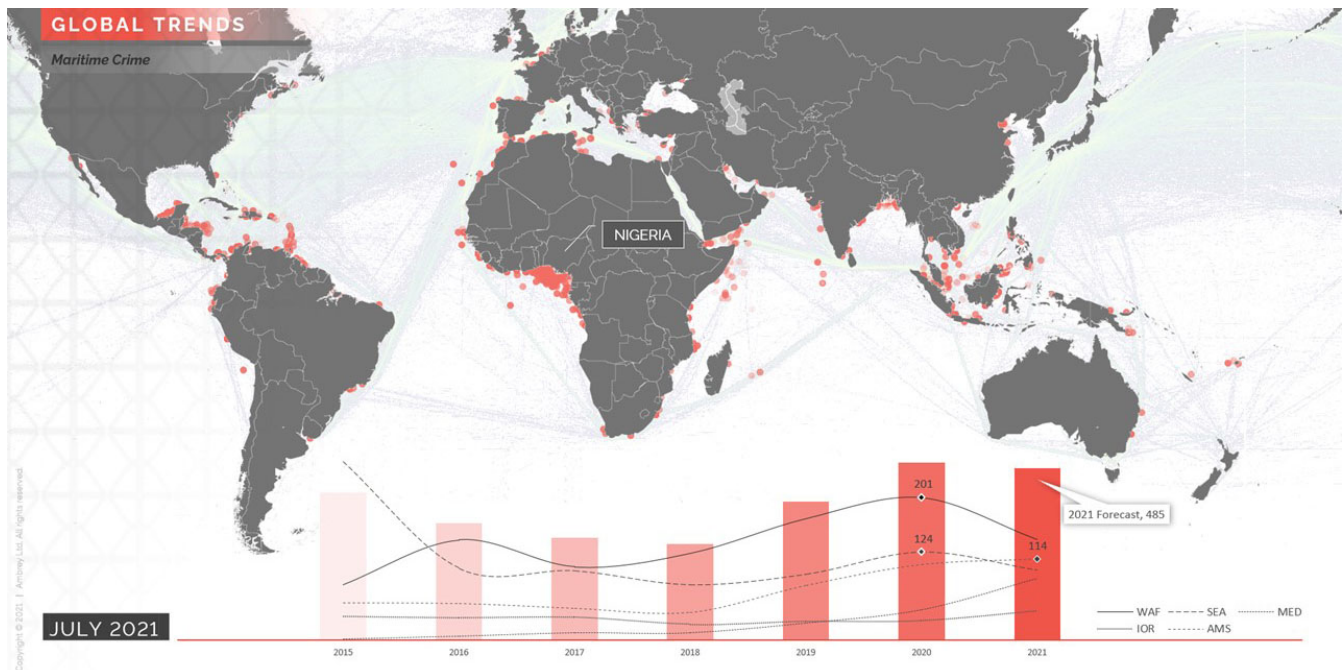 GLOBAL TRENDS
Maritime Crime
NIGERIA
201
124
114
2021 Forecast, 485
WAF
SEA
MED
IOR
AMS
JULY 2021
2015
2016
2017
2018
2019
2020
2021
Copyright © 2021 | Ambrey Ltd. All rights reserved